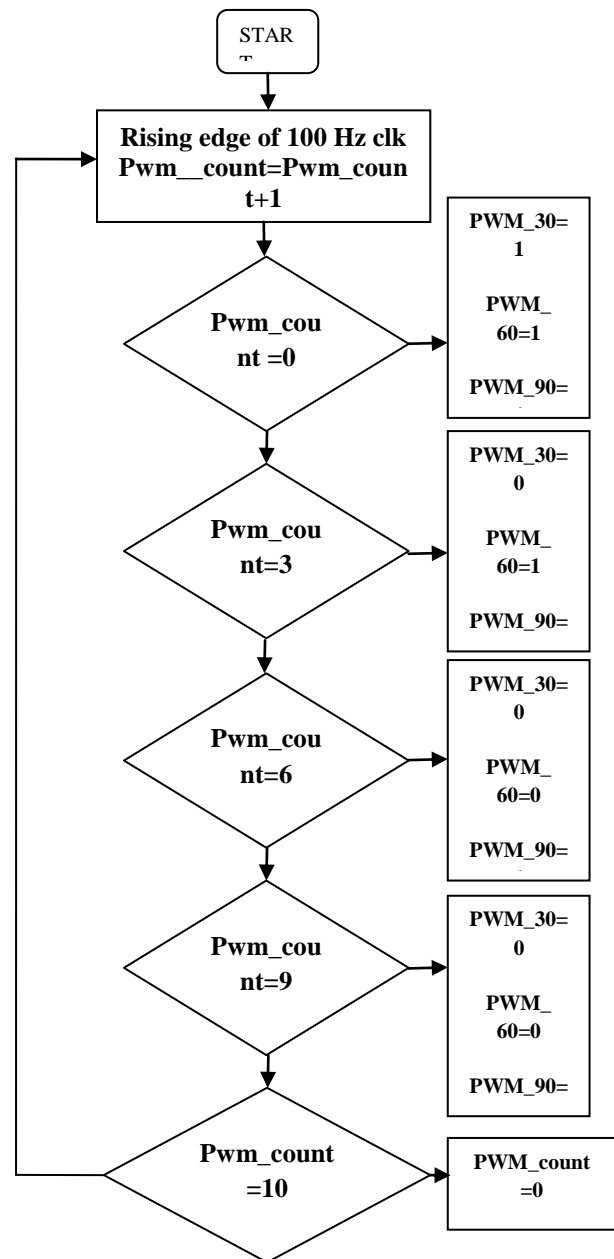 STAR
Rising edge of 100 Hz clk
Pwm__count=Pwm_coun
t+1
Pwm_cou
nt =0
PWM_30=
1
PWM_
60=1
PWM_90=
Pwm_cou
nt=3
PWM_30=
0
PWM_
60=1
PWM_90=
Pwm_cou
nt=6
PWM_30=
0
PWM_
60=0
PWM_90=
Pwm_cou
nt=9
PWM_30=
0
PWM_
60=0
PWM_90=
Pwm_count
=10
PWM_count
=0